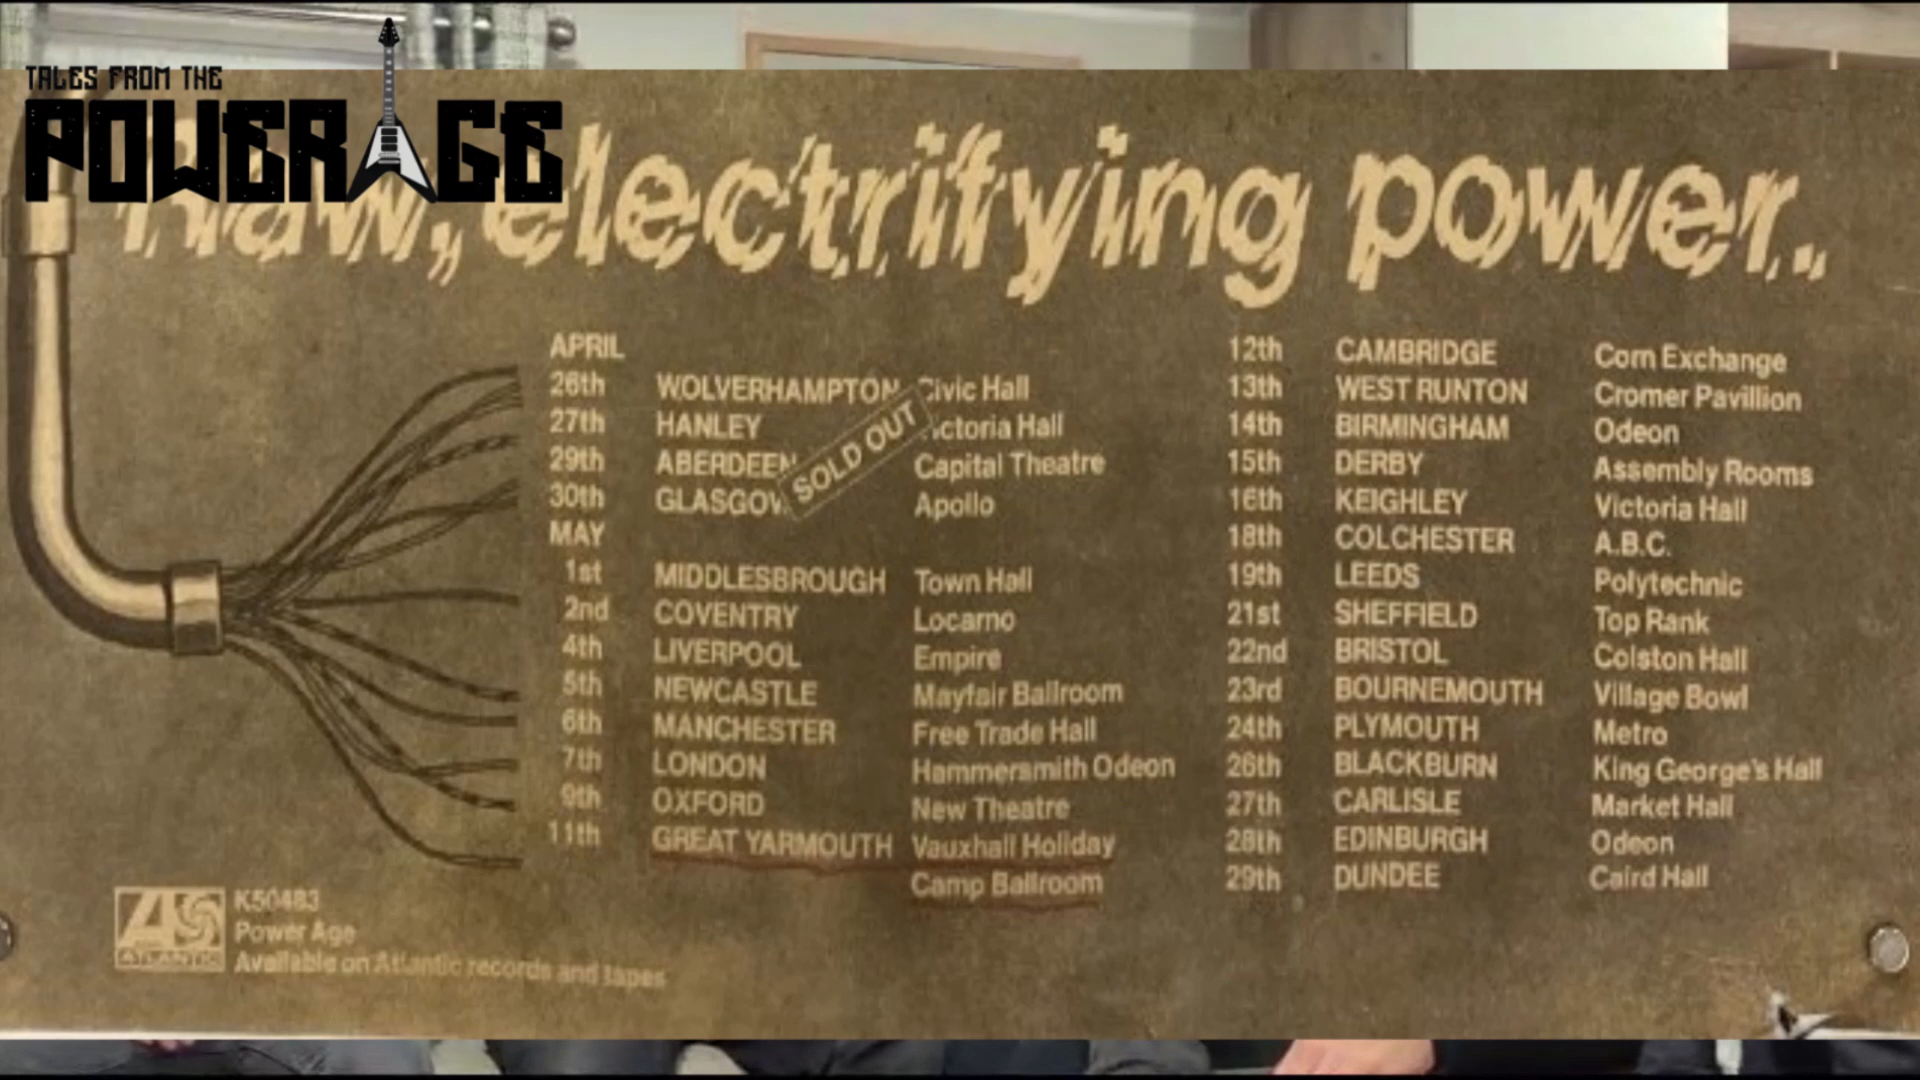 TALES FROM THE
POWERAGE
Raw, electrifying power.
APRIL
26th WOLVERHAMPTON Civic Hall
27th HANLEY Victoria Hall
29th ABERDEEN Capital Theatre
30th GLASGOW Apollo
SOLD OUT
MAY
1st MIDDLESBROUGH Town Hall
2nd COVENTRY Locarno
4th LIVERPOOL Empire
5th NEWCASTLE Mayfair Ballroom
6th MANCHESTER Free Trade Hall
7th LONDON Hammersmith Odeon
9th OXFORD New Theatre
11th GREAT YARMOUTH Vauxhall Holiday
Camp Ballroom
12th CAMBRIDGE Corn Exchange
13th WEST RUNTON Cromer Pavillion
14th BIRMINGHAM Odeon
15th DERBY Assembly Rooms
16th KEIGHLEY Victoria Hall
18th COLCHESTER A.B.C.
19th LEEDS Polytechnic
21st SHEFFIELD Top Rank
22nd BRISTOL Colston Hall
23rd BOURNEMOUTH Village Bowl
24th PLYMOUTH Metro
26th BLACKBURN King George's Hall
27th CARLISLE Market Hall
28th EDINBURGH Odeon
29th DUNDEE Caird Hall
ATLANTIC
K50483
Power Age
Available on Atlantic records and tapes